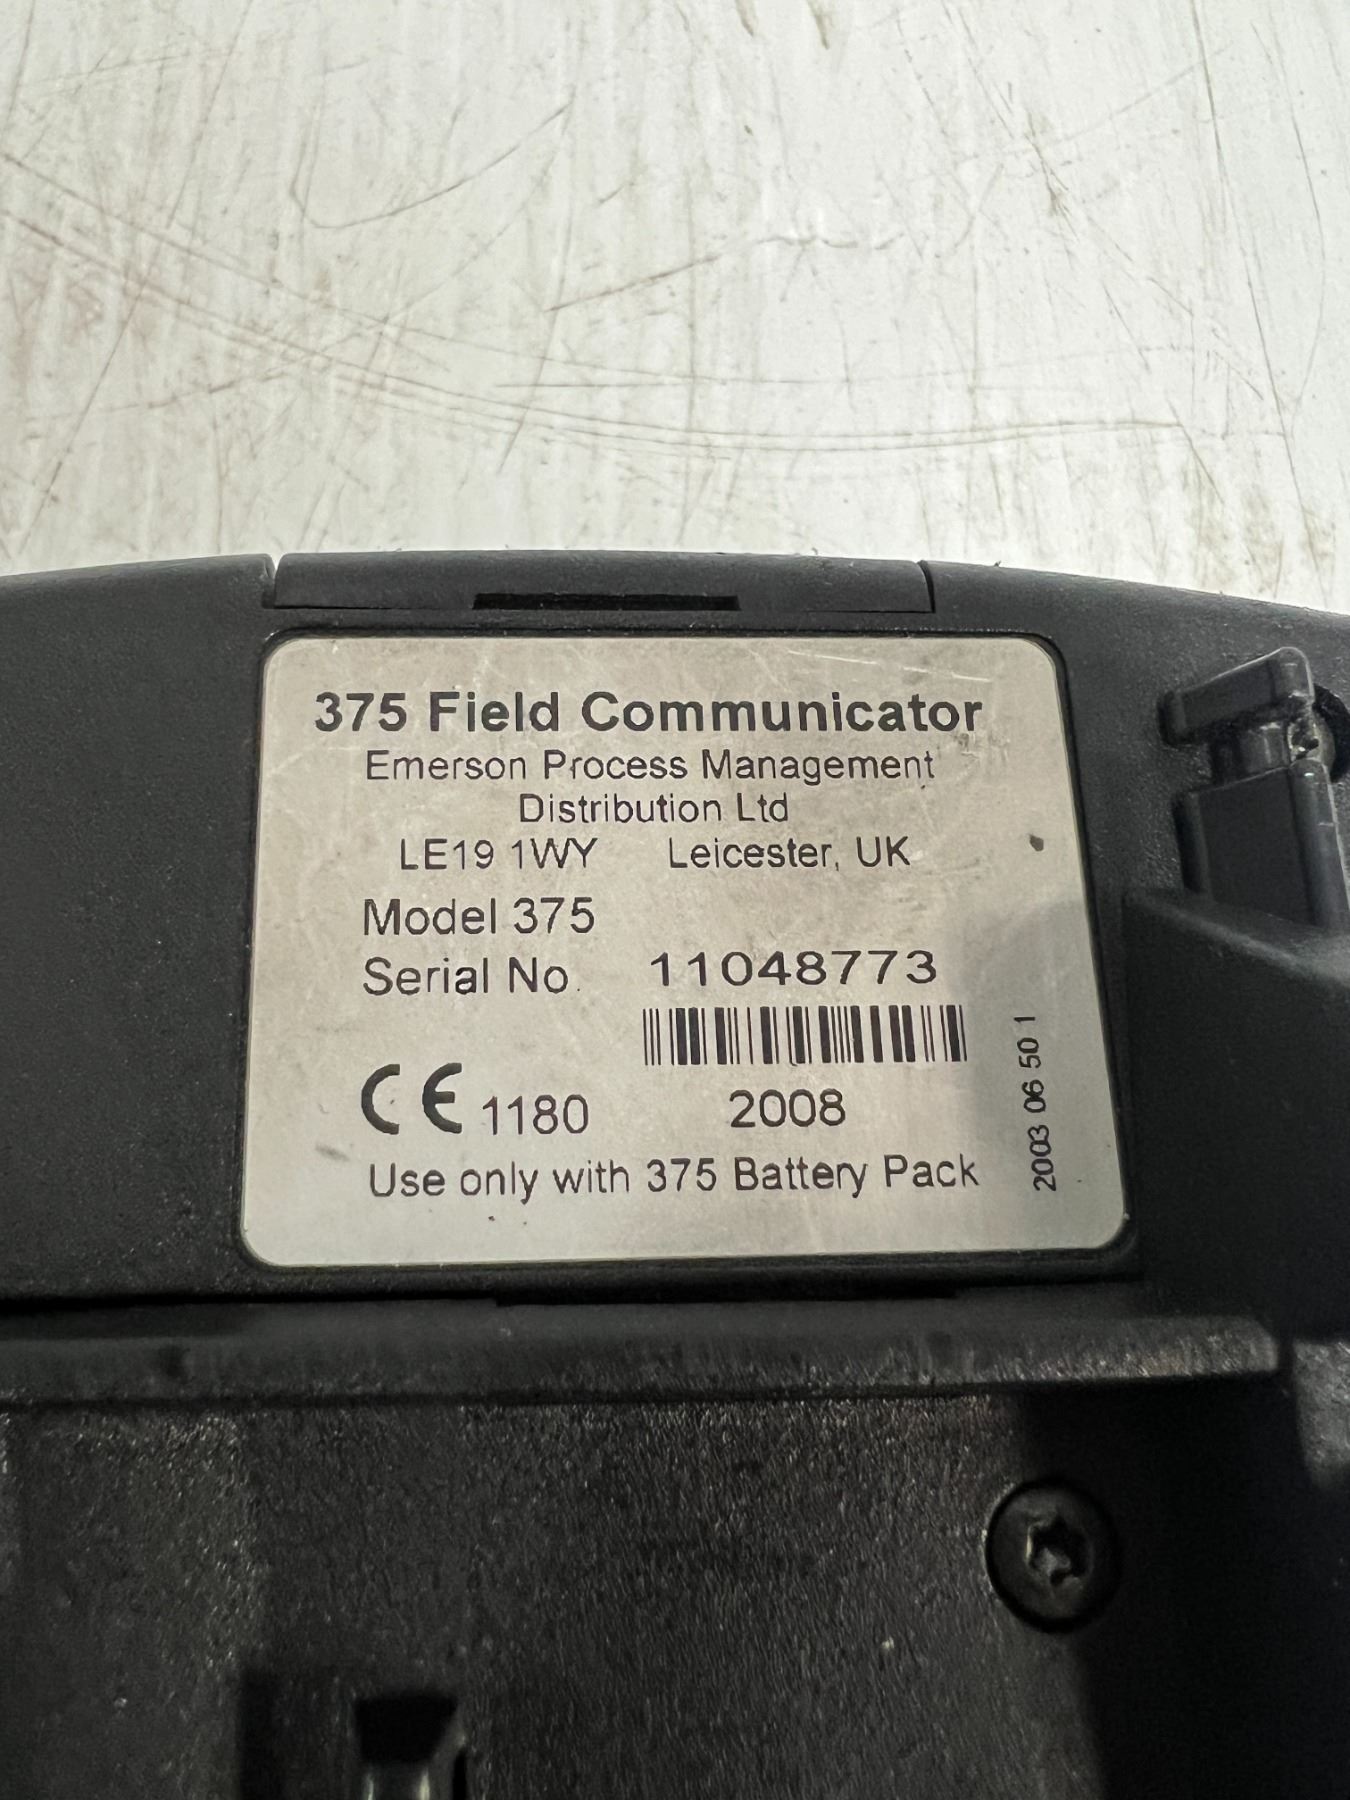 375 Field Communicator
Emerson Process Management
Distribution Ltd
LE19 1WY Leicester, UK
Model 375
Serial No. 11048773
CE 1180 2008
Use only with 375 Battery Pack
2003 06 50 1